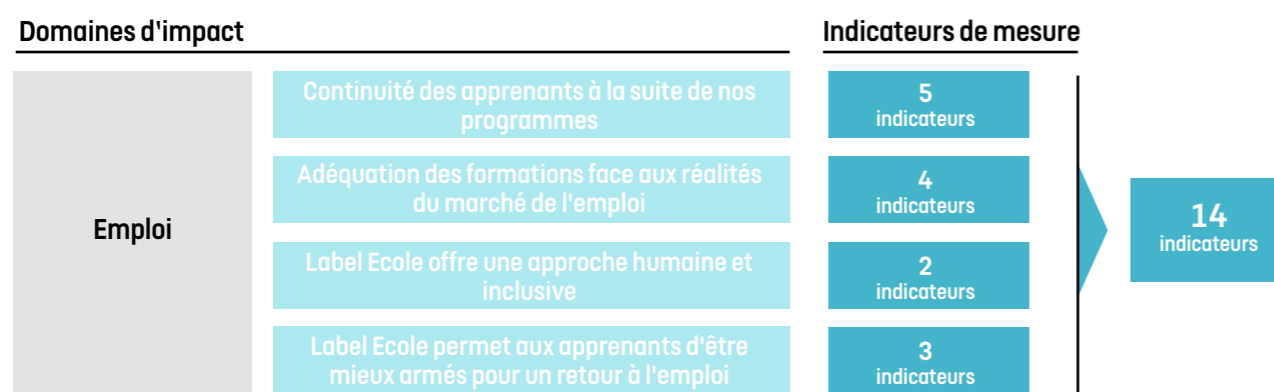 Domaines d'impact
Indicateurs de mesure
Emploi
Continuité des apprenants à la suite de nos
programmes
5
indicateurs
Adéquation des formations face aux réalités
du marché de l'emploi
4
indicateurs
Label Ecole offre une approche humaine et
inclusive
2
indicateurs
Label Ecole permet aux apprenants d'être
mieux armés pour un retour à l'emploi
3
indicateurs
14
indicateurs